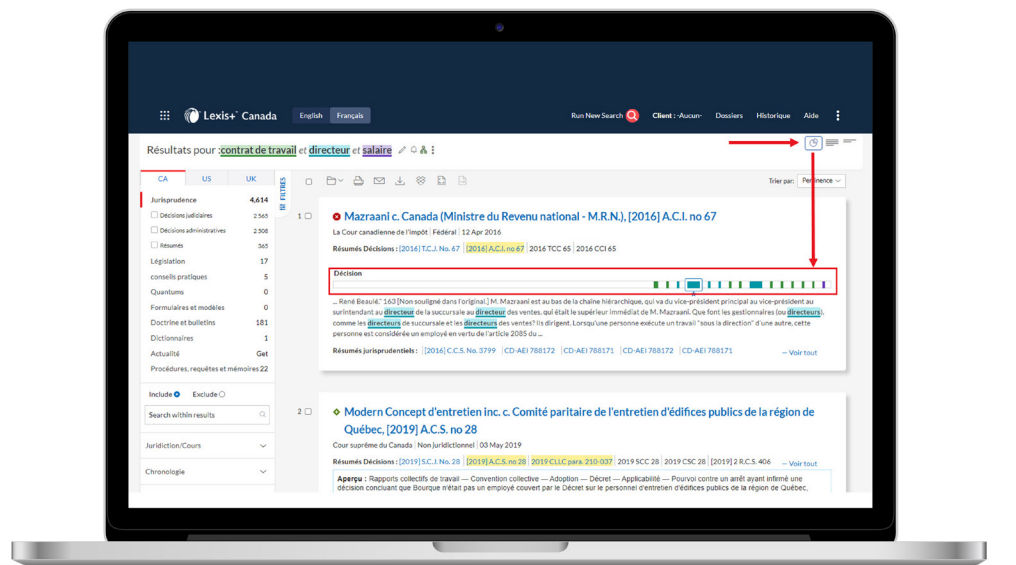 Lexis+ Canada
English Français
Run New Search Client : -Aucun- Dossiers Historique Aide
Résultats pour :contrat de travail et directeur et salaire
CA US UK
FILTRES
Trier par: Pertinence
Jurisprudence 4,614
Décisions judiciaires 2 565
Décisions administratives 2 508
Résumés 365
Législation 17
conseils pratiques 5
Quantums 0
Formulaires et modèles 0
Doctrine et bulletins 181
Dictionnaires 1
Actualité Get
Procédures, requêtes et mémoires 22
Include Exclude
Search within results
Juridiction/Cours
Chronologie
1
Mazraani c. Canada (Ministre du Revenu national - M.R.N.), [2016] A.C.I. no 67
La Cour canadienne de l'impôt Fédéral 12 Apr 2016
Résumés Décisions : [2016] T.C.J. No. 67 [2016] A.C.I. no 67 2016 TCC 65 2016 CCI 65
Décision
... René Beaulé." 163 [Non souligné dans l'original.] M. Mazraani est au bas de la chaîne hiérarchique, qui va du vice-président principal au vice-président au
surintendant au directeur de la succursale au directeur des ventes, qui était le supérieur immédiat de M. Mazraani. Que font les gestionnaires (ou directeurs),
comme les directeurs de succursale et les directeurs des ventes? Ils dirigent. Lorsqu'une personne exécute un travail "sous la direction" d'une autre, cette
personne est considérée un employé en vertu de l'article 2085 du ...
Résumés jurisprudentiels : [2016] C.C.S. No. 3799 CD-AEI 788172 CD-AEI 788171 CD-AEI 788172 CD-AEI 788171 — Voir tout
2
Modern Concept d'entretien inc. c. Comité paritaire de l'entretien d'édifices publics de la région de
Québec, [2019] A.C.S. no 28
Cour suprême du Canada Non juridictionnel 03 May 2019
Résumés Décisions : [2019] S.C.J. No. 28 [2019] A.C.S. no 28 2019 CLLC para. 210-037 2019 SCC 28 2019 CSC 28 [2019] 2 R.C.S. 406 — Voir tout
Aperçu : Rapports collectifs de travail — Convention collective — Adoption — Décret — Applicabilité — Pourvoi contre un arrêt ayant infirmé une
décision concluant que Bourque n'était pas un employé couvert par le Décret sur le personnel d'entretien d'édifices publics de la région de Québec,